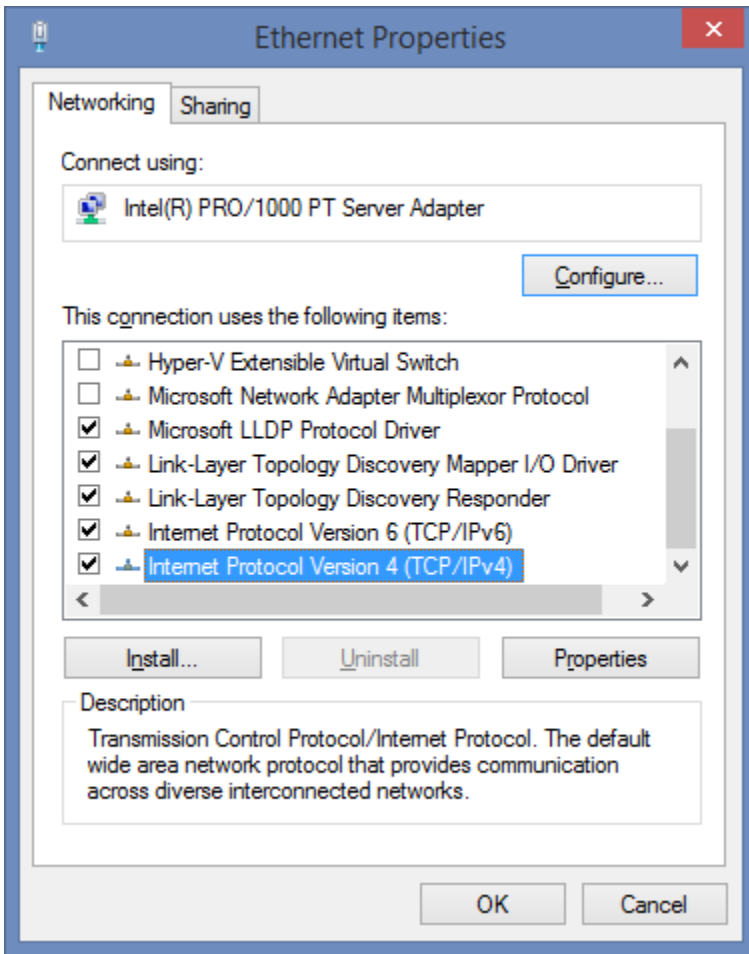 Ethernet Properties
Networking
Sharing
Connect using:
Intel(R) PRO/1000 PT Server Adapter
Configure...
This connection uses the following items:
Hyper-V Extensible Virtual Switch
Microsoft Network Adapter Multiplexor Protocol
Microsoft LLDP Protocol Driver
Link-Layer Topology Discovery Mapper I/O Driver
Link-Layer Topology Discovery Responder
Internet Protocol Version 6 (TCP/IPv6)
Internet Protocol Version 4 (TCP/IPv4)
Install...
Uninstall
Properties
Description
Transmission Control Protocol/Internet Protocol. The default
wide area network protocol that provides communication
across diverse interconnected networks.
OK
Cancel